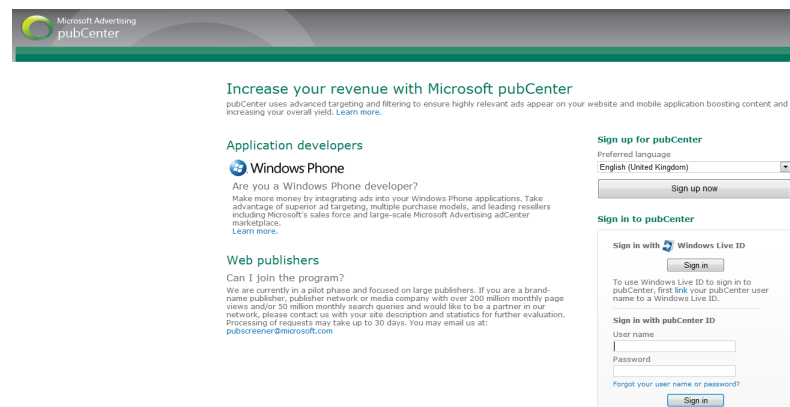 Microsoft Advertising
pubCenter
Increase your revenue with Microsoft pubCenter
pubCenter uses advanced targeting and filtering to ensure highly relevant ads appear on your website and mobile application boosting content and
increasing your overall yield. Learn more.
Application developers
Windows Phone
Are you a Windows Phone developer?
Make more money by integrating ads into your Windows Phone applications. Take
advantage of superior ad targeting, multiple purchase models, and leading resellers
including Microsoft's sales force and large-scale Microsoft Advertising adCenter
marketplace.
Learn more.
Web publishers
Can I join the program?
We are currently in a pilot phase and focused on large publishers. If you are a brand-
name publisher, publisher network or media company with over 200 million monthly page
views and/or 50 million monthly search queries and would like to be a partner in our
network, please contact us with your site description and statistics for further evaluation.
Processing of requests may take up to 30 days. You may email us at:
pubscreener@microsoft.com
Sign up for pubCenter
Preferred language
English (United Kingdom)
Sign up now
Sign in to pubCenter
Sign in with Windows Live ID
Sign in
To use Windows Live ID to sign in to
pubCenter, first link your pubCenter user
name to a Windows Live ID.
Sign in with pubCenter ID
User name
Password
Forgot your user name or password?
Sign in